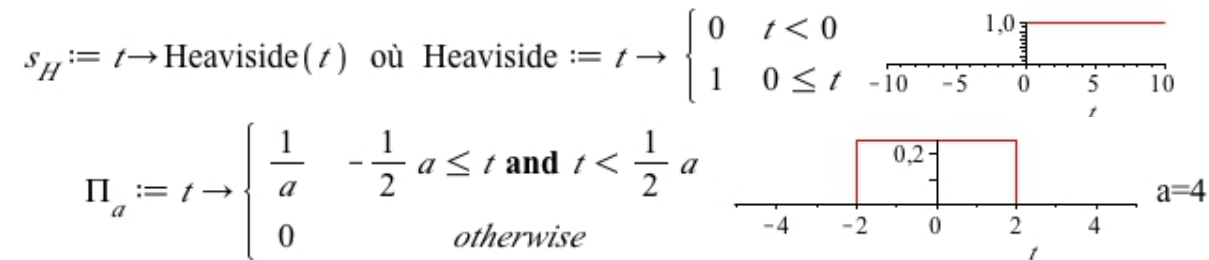 s_H := t → Heaviside(t) où Heaviside := t → { 0 t < 0
1 0 ≤ t
1,0
-10 -5 0 5 10
t
Π_a := t → { 1/a -1/2 a ≤ t and t < 1/2 a
0 otherwise
0,2
-4 -2 0 2 4
t
a=4